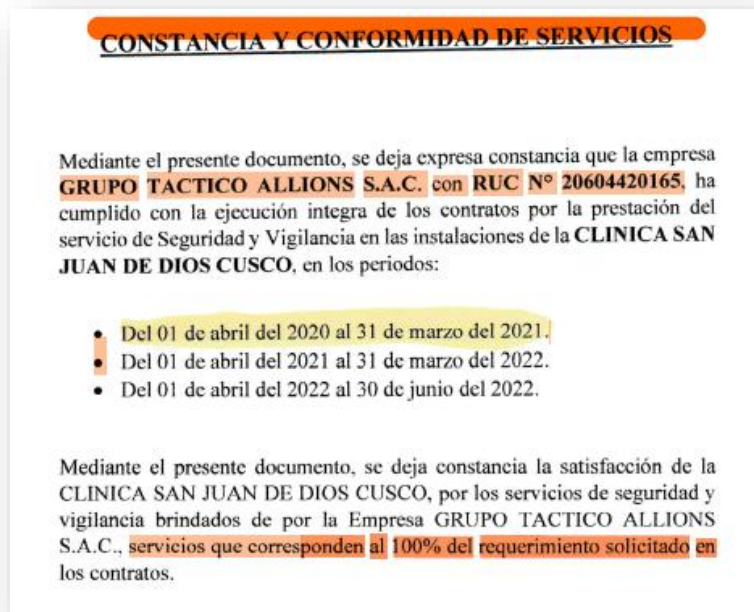 CONSTANCIA Y CONFORMIDAD DE SERVICIOS
Mediante el presente documento, se deja expresa constancia que la empresa
GRUPO TACTICO ALLIONS S.A.C. con RUC Nº 20604420165, ha
cumplido con la ejecución integra de los contratos por la prestación del
servicio de Seguridad y Vigilancia en las instalaciones de la CLINICA SAN
JUAN DE DIOS CUSCO, en los periodos:
• Del 01 de abril del 2020 al 31 de marzo del 2021.
• Del 01 de abril del 2021 al 31 de marzo del 2022.
• Del 01 de abril del 2022 al 30 de junio del 2022.
Mediante el presente documento, se deja constancia la satisfacción de la
CLINICA SAN JUAN DE DIOS CUSCO, por los servicios de seguridad y
vigilancia brindados de por la Empresa GRUPO TACTICO ALLIONS
S.A.C., servicios que corresponden al 100% del requerimiento solicitado en
los contratos.